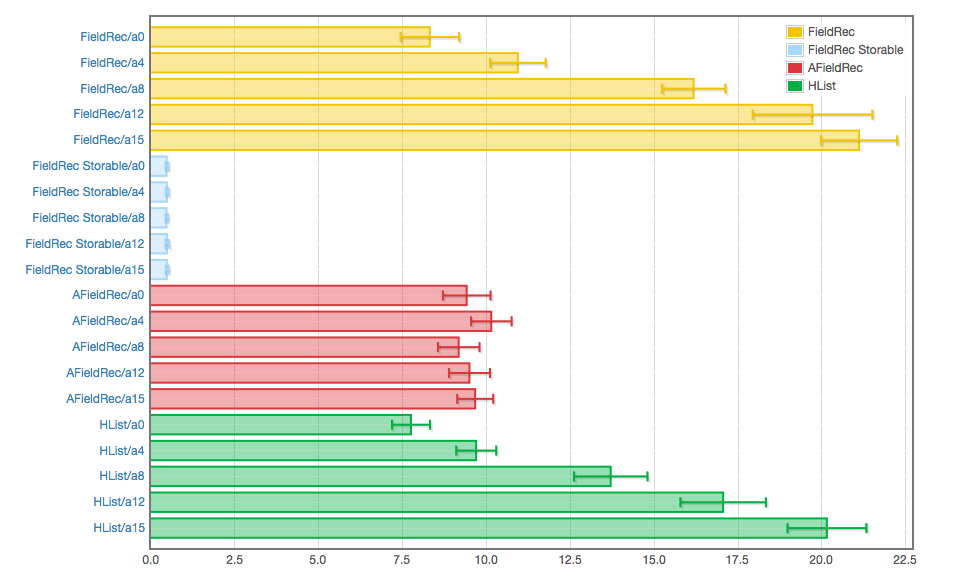 FieldRec/a0
FieldRec/a4
FieldRec/a8
FieldRec/a12
FieldRec/a15
FieldRec Storable/a0
FieldRec Storable/a4
FieldRec Storable/a8
FieldRec Storable/a12
FieldRec Storable/a15
AFieldRec/a0
AFieldRec/a4
AFieldRec/a8
AFieldRec/a12
AFieldRec/a15
HList/a0
HList/a4
HList/a8
HList/a12
HList/a15
FieldRec
FieldRec Storable
AFieldRec
HList
0.0 2.5 5.0 7.5 10.0 12.5 15.0 17.5 20.0 22.5